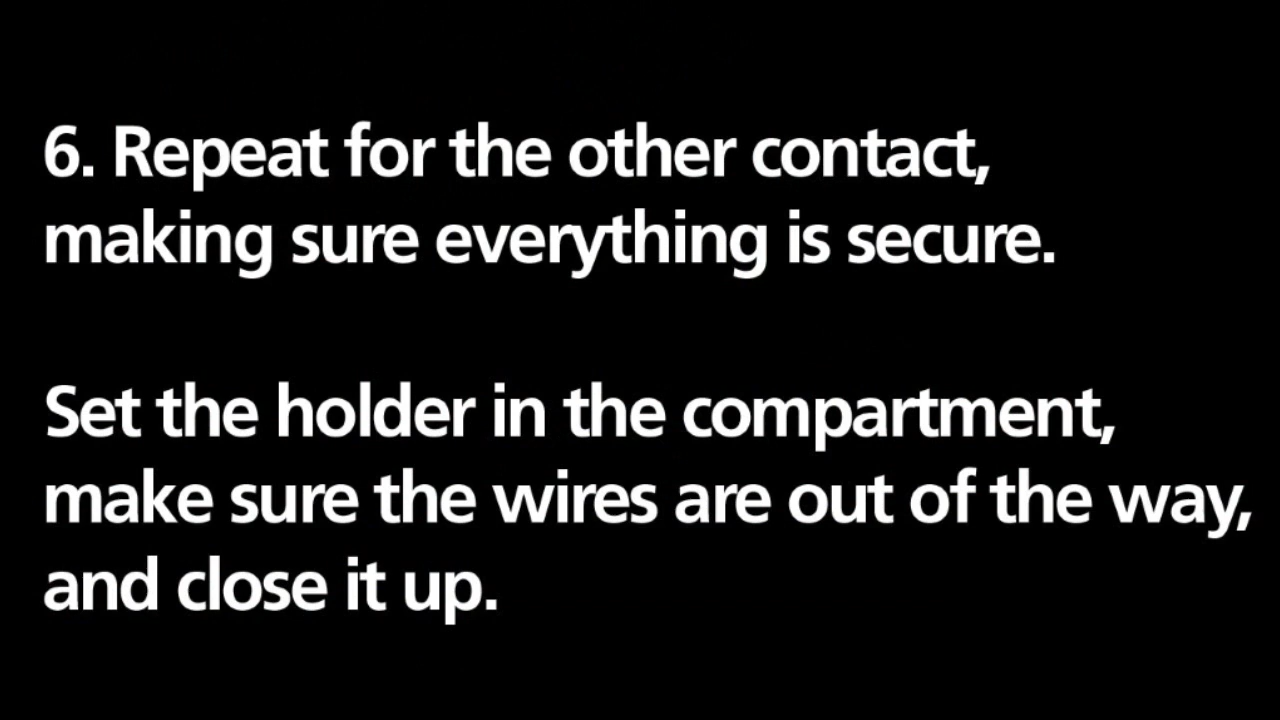 6. Repeat for the other contact,
making sure everything is secure.
Set the holder in the compartment,
make sure the wires are out of the way,
and close it up.